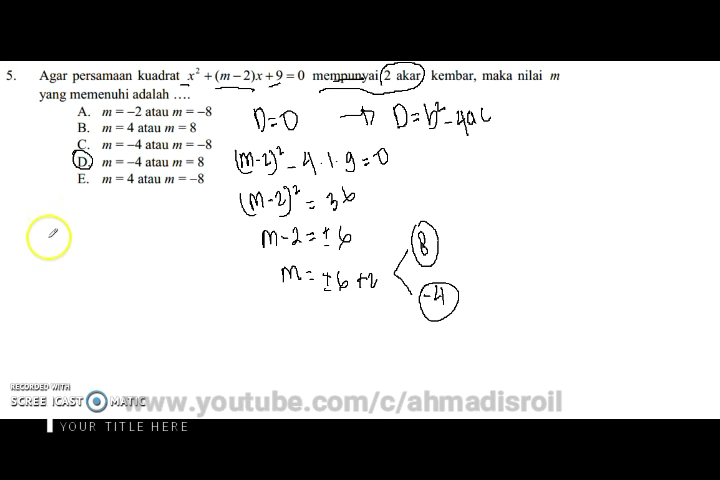 5. Agar persamaan kuadrat x² + (m − 2)x + 9 = 0 mempunyai 2 akar kembar, maka nilai m
yang memenuhi adalah ….
A. m = −2 atau m = −8
B. m = 4 atau m = 8
C. m = −4 atau m = −8
D. m = −4 atau m = 8
E. m = 4 atau m = −8
D=0 → D=b²-4ac
(m-2)² - 4.1.9=0
(m-2)² = 36
m-2=±6
m= ±6+2
8
-4
RECORDED WITH
SCREENCAST MATIC
www.youtube.com/c/ahmadisroil
YOUR TITLE HERE